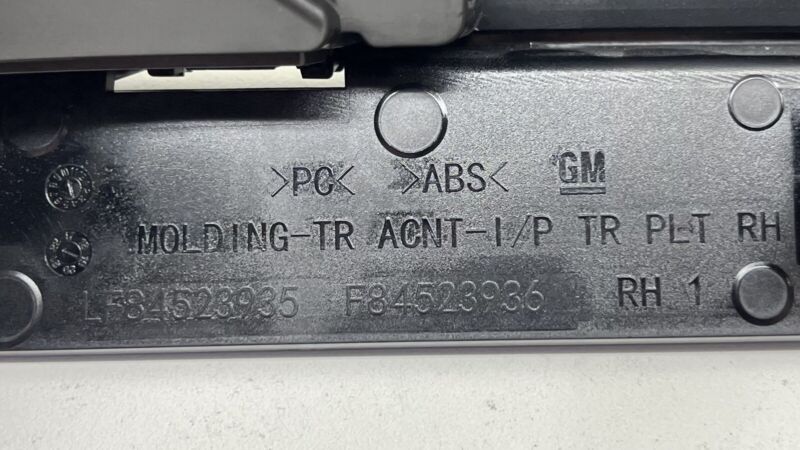 >PC< >ABS< GM
MOLDING-TR ACNT-I/P TR PLT RH
LF84523935 F84523936 RH 1